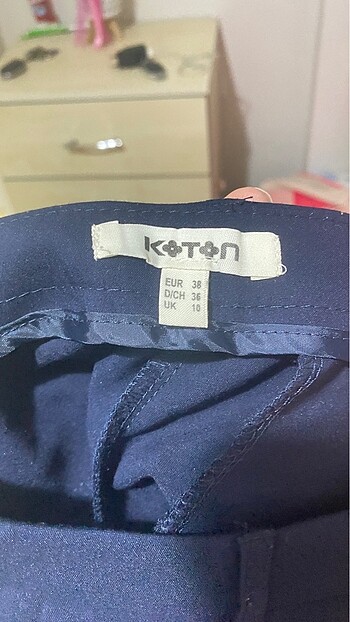 KOTON
EUR 38
D/CH 36
UK 10